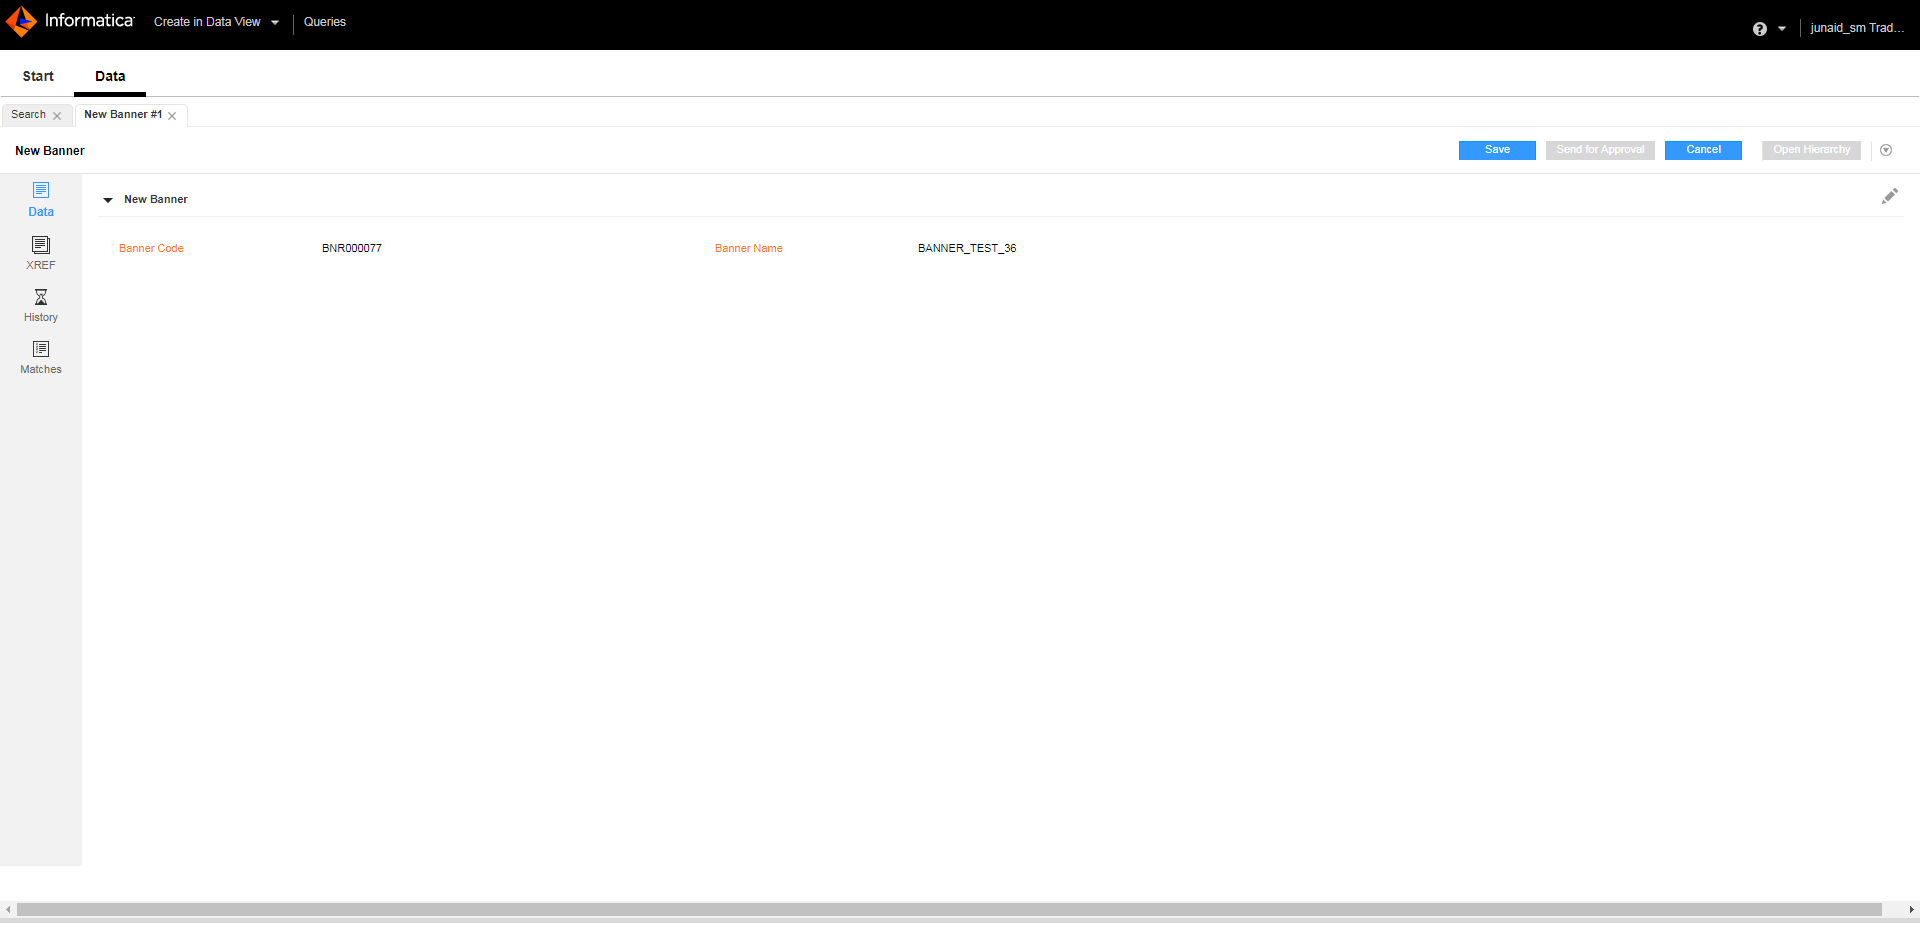 Informatica Create in Data View Queries junaid_sm Trad...
Start Data
Search New Banner #1
New Banner Save Send for Approval Cancel Open Hierarchy
Data
XREF
History
Matches
New Banner
Banner Code BNR000077 Banner Name BANNER_TEST_36